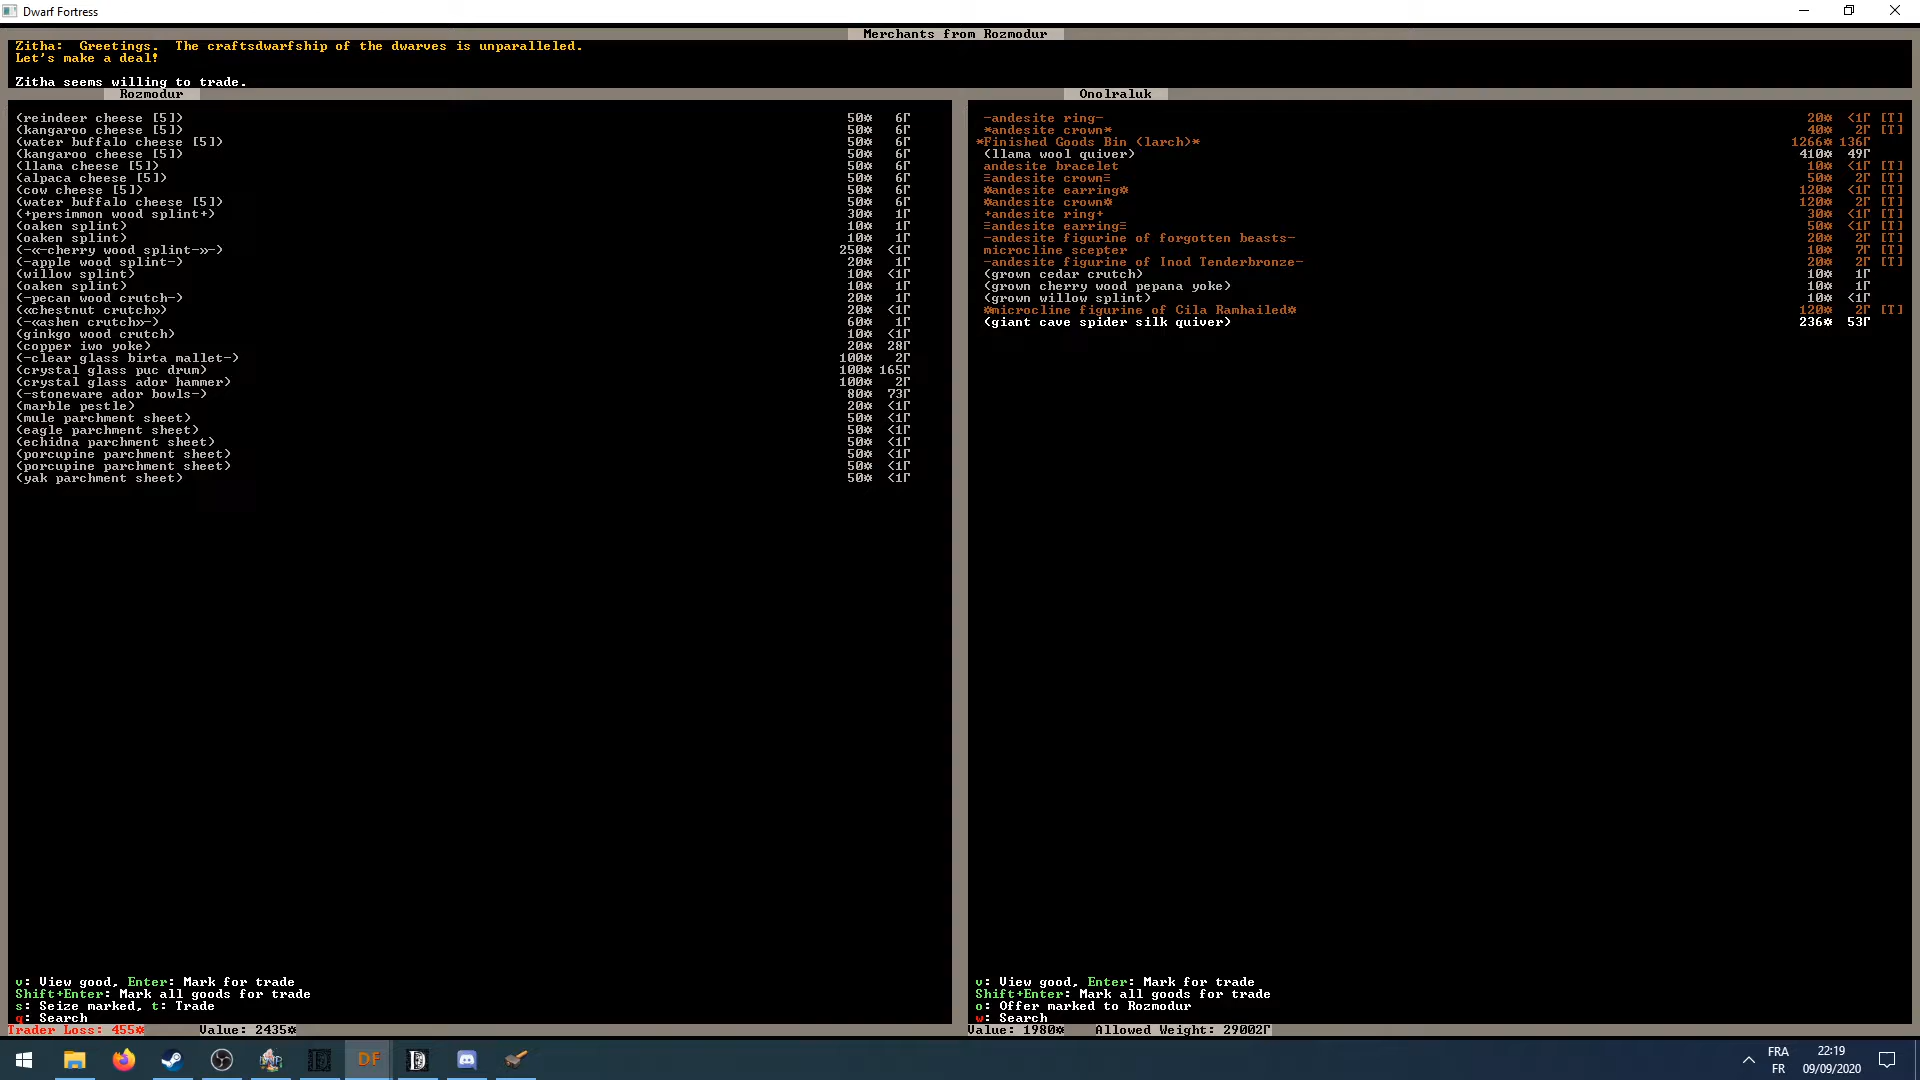 Dwarf Fortress
Merchants from Rozmodur
Zitha:  Greetings.  The craftsdwarfship of the dwarves is unparalleled.
Let's make a deal!
Zitha seems willing to trade.
Rozmodur
(reindeer cheese [5]) 50☼ 6Γ
(kangaroo cheese [5]) 50☼ 6Γ
(water buffalo cheese [5]) 50☼ 6Γ
(kangaroo cheese [5]) 50☼ 6Γ
(llama cheese [5]) 50☼ 6Γ
(alpaca cheese [5]) 50☼ 6Γ
(cow cheese [5]) 50☼ 6Γ
(water buffalo cheese [5]) 50☼ 6Γ
(+persimmon wood splint+) 30☼ 1Γ
(oaken splint) 10☼ 1Γ
(oaken splint) 10☼ 1Γ
(-«-cherry wood splint-»-) 250☼ <1Γ
(-apple wood splint-) 20☼ 1Γ
(willow splint) 10☼ <1Γ
(oaken splint) 10☼ 1Γ
(-pecan wood crutch-) 20☼ 1Γ
(«chestnut crutch») 20☼ <1Γ
(-«ashen crutch»-) 60☼ 1Γ
(ginkgo wood crutch) 10☼ <1Γ
(copper iwo yoke) 20☼ 28Γ
(-clear glass birta mallet-) 100☼ 2Γ
(crystal glass puc drum) 100☼ 165Γ
(crystal glass ador hammer) 100☼ 2Γ
(-stoneware ador bowls-) 80☼ 73Γ
(marble pestle) 20☼ <1Γ
(mule parchment sheet) 50☼ <1Γ
(eagle parchment sheet) 50☼ <1Γ
(echidna parchment sheet) 50☼ <1Γ
(porcupine parchment sheet) 50☼ <1Γ
(porcupine parchment sheet) 50☼ <1Γ
(yak parchment sheet) 50☼ <1Γ
v: View good, Enter: Mark for trade
Shift+Enter: Mark all goods for trade
s: Seize marked, t: Trade
q: Search
Trader Loss: 455☼ Value: 2435☼
Onolraluk
-andesite ring- 20☼ <1Γ [T]
*andesite crown* 40☼ 2Γ [T]
*Finished Goods Bin (larch)* 1266☼ 136Γ
(llama wool quiver) 410☼ 49Γ
andesite bracelet 10☼ <1Γ [T]
≡andesite crown≡ 50☼ 2Γ [T]
☼andesite earring☼ 120☼ <1Γ [T]
☼andesite crown☼ 120☼ 2Γ [T]
+andesite ring+ 30☼ <1Γ [T]
≡andesite earring≡ 50☼ <1Γ [T]
-andesite figurine of forgotten beasts- 20☼ 2Γ [T]
microcline scepter 10☼ 7Γ [T]
-andesite figurine of Inod Tenderbronze- 20☼ 2Γ [T]
(grown cedar crutch) 10☼ 1Γ
(grown cherry wood pepana yoke) 10☼ 1Γ
(grown willow splint) 10☼ <1Γ
☼microcline figurine of Cila Ramhailed☼ 120☼ 2Γ [T]
(giant cave spider silk quiver) 236☼ 53Γ
v: View good, Enter: Mark for trade
Shift+Enter: Mark all goods for trade
o: Offer marked to Rozmodur
w: Search
Value: 1980☼ Allowed Weight: 29002Γ
DF
FRA
FR
22:19
09/09/2020